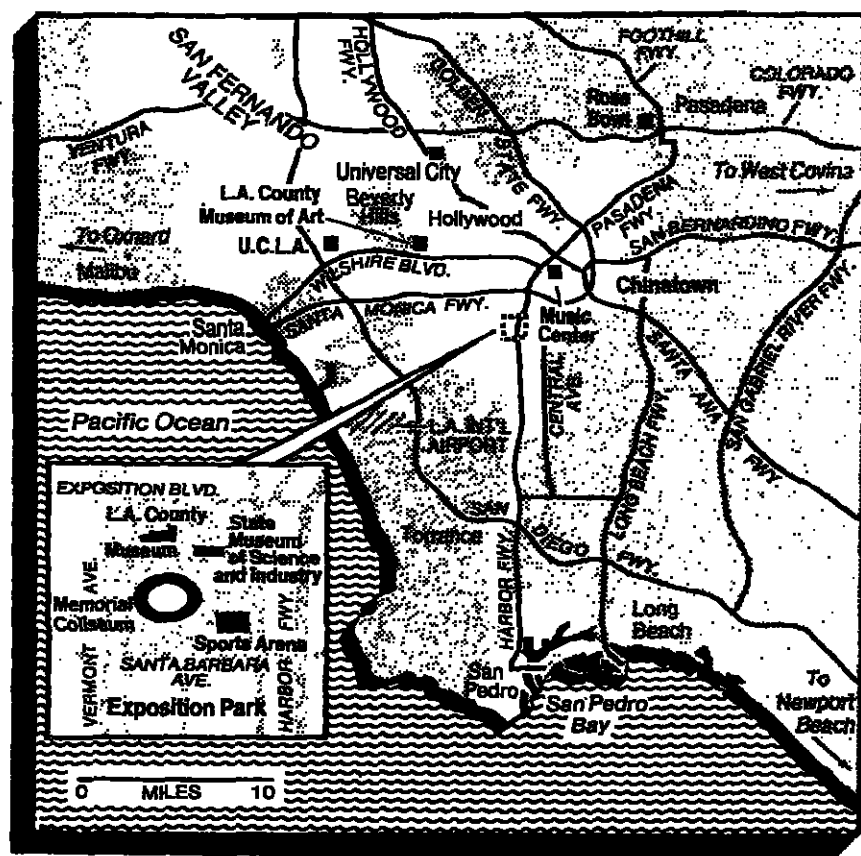 SAN FERNANDO
VALLEY
HOLLYWOOD
FWY.
GOLDEN
STATE FWY.
FOOTHILL
FWY.
COLORADO
FWY.
Rose
Bowl
Pasadena
VENTURA
FWY.
Universal City
To West Covina
L.A. County
Museum of Art
Beverly
Hills
Hollywood
PASADENA
FWY.
SAN BERNARDINO FWY.
To Oxnard
U.C.L.A.
Malibu
WILSHIRE BLVD.
Chinatown
SANTA MONICA FWY.
Santa
Monica
Music
Center
SANTA ANA
FWY.
SAN GABRIEL RIVER FWY.
CENTRAL
AVE.
LONG BEACH FWY.
Pacific Ocean
L.A. INT'L
AIRPORT
EXPOSITION BLVD.
L.A. County
Museum
State
Museum
of Science
and Industry
Memorial
Coliseum
Sports Arena
SANTA BARBARA
AVE.
VERMONT AVE.
HARBOR FWY
Exposition Park
Torrance
SAN
DIEGO
FWY.
HARBOR FWY.
Long
Beach
San
Pedro
San Pedro
Bay
To
Newport
Beach
0 MILES 10